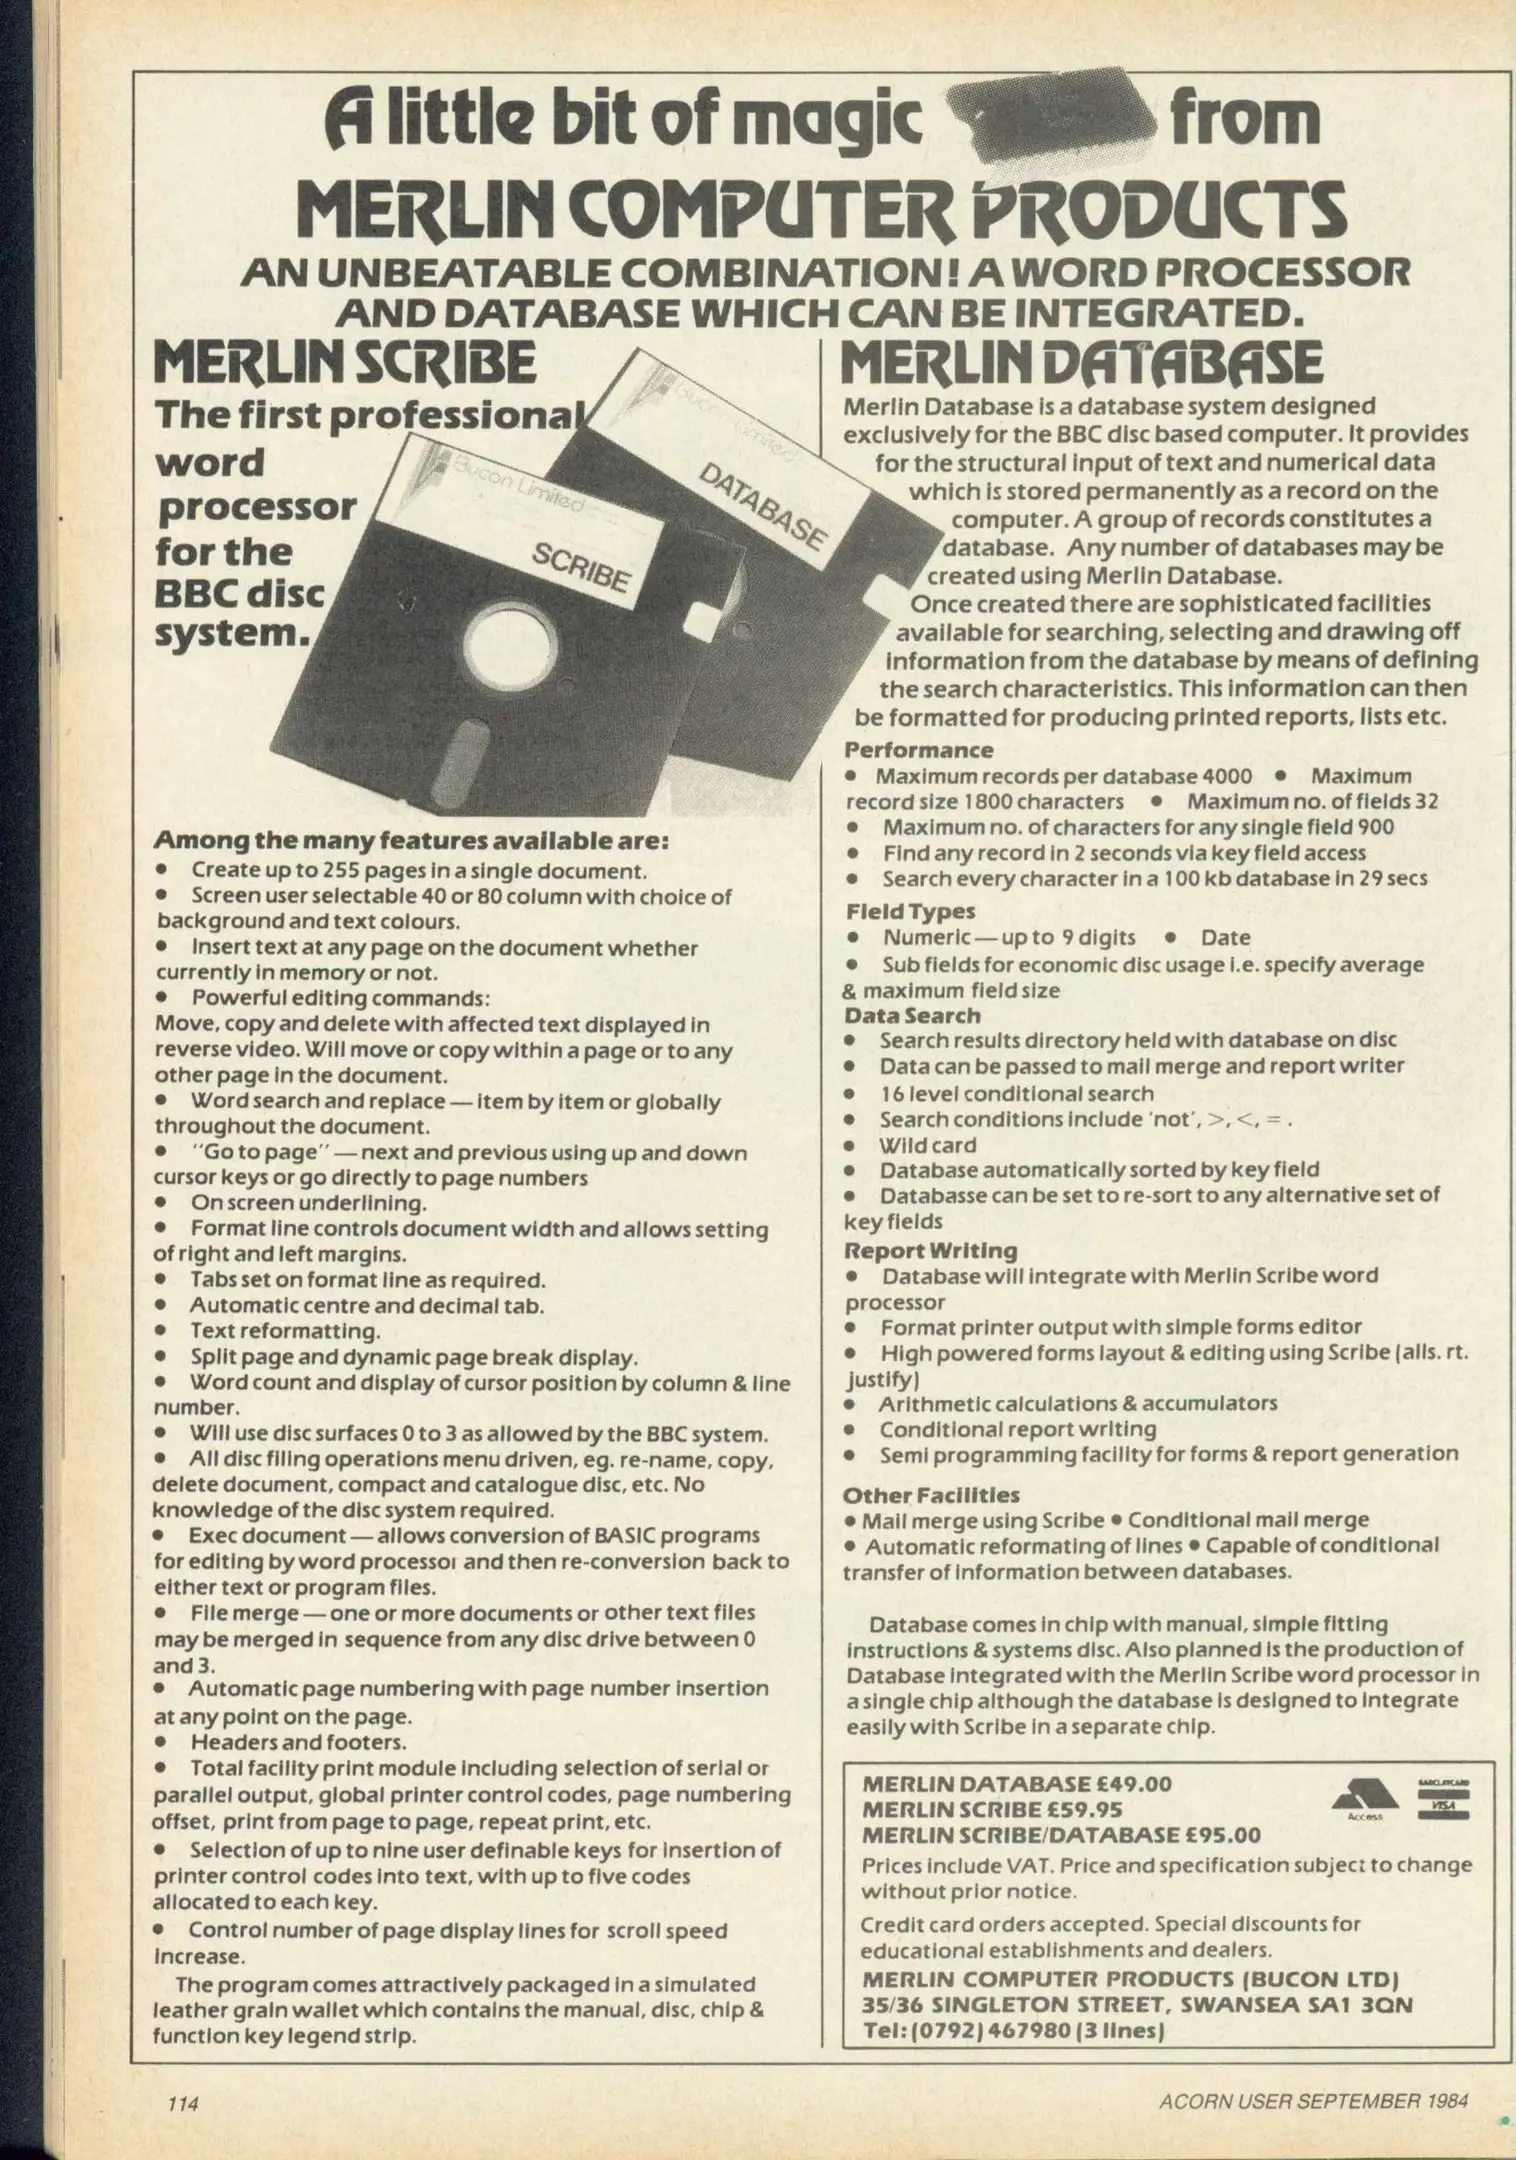 A little bit of magic from
MERLIN COMPUTER PRODUCTS
AN UNBEATABLE COMBINATION! A WORD PROCESSOR
AND DATABASE WHICH CAN BE INTEGRATED.
MERLIN SCRIBE
The first professional
word
processor
for the
BBC disc
system.
Bucon Limited
SCRIBE
Bucon Limited
DATABASE
Among the many features available are:
• Create up to 255 pages in a single document.
• Screen user selectable 40 or 80 column with choice of
background and text colours.
• Insert text at any page on the document whether
currently in memory or not.
• Powerful editing commands:
Move, copy and delete with affected text displayed in
reverse video. Will move or copy within a page or to any
other page in the document.
• Word search and replace — item by item or globally
throughout the document.
• "Go to page" — next and previous using up and down
cursor keys or go directly to page numbers
• On screen underlining.
• Format line controls document width and allows setting
of right and left margins.
• Tabs set on format line as required.
• Automatic centre and decimal tab.
• Text reformatting.
• Split page and dynamic page break display.
• Word count and display of cursor position by column & line
number.
• Will use disc surfaces 0 to 3 as allowed by the BBC system.
• All disc filing operations menu driven, eg. re-name, copy,
delete document, compact and catalogue disc, etc. No
knowledge of the disc system required.
• Exec document — allows conversion of BASIC programs
for editing by word processor and then re-conversion back to
either text or program files.
• File merge — one or more documents or other text files
may be merged in sequence from any disc drive between 0
and 3.
• Automatic page numbering with page number insertion
at any point on the page.
• Headers and footers.
• Total facility print module including selection of serial or
parallel output, global printer control codes, page numbering
offset, print from page to page, repeat print, etc.
• Selection of up to nine user definable keys for insertion of
printer control codes into text, with up to five codes
allocated to each key.
• Control number of page display lines for scroll speed
increase.
The program comes attractively packaged in a simulated
leather grain wallet which contains the manual, disc, chip &
function key legend strip.
MERLIN DATABASE
Merlin Database is a database system designed
exclusively for the BBC disc based computer. It provides
for the structural input of text and numerical data
which is stored permanently as a record on the
computer. A group of records constitutes a
database. Any number of databases may be
created using Merlin Database.
Once created there are sophisticated facilities
available for searching, selecting and drawing off
information from the database by means of defining
the search characteristics. This information can then
be formatted for producing printed reports, lists etc.
Performance
• Maximum records per database 4000 • Maximum
record size 1800 characters • Maximum no. of fields 32
• Maximum no. of characters for any single field 900
• Find any record in 2 seconds via key field access
• Search every character in a 100 kb database in 29 secs
Field Types
• Numeric — up to 9 digits • Date
• Sub fields for economic disc usage i.e. specify average
& maximum field size
Data Search
• Search results directory held with database on disc
• Data can be passed to mail merge and report writer
• 16 level conditional search
• Search conditions include 'not', >, <, = .
• Wild card
• Database automatically sorted by key field
• Databasse can be set to re-sort to any alternative set of
key fields
Report Writing
• Database will integrate with Merlin Scribe word
processor
• Format printer output with simple forms editor
• High powered forms layout & editing using Scribe (alls. rt.
justify)
• Arithmetic calculations & accumulators
• Conditional report writing
• Semi programming facility for forms & report generation
Other Facilities
• Mail merge using Scribe • Conditional mail merge
• Automatic reformating of lines • Capable of conditional
transfer of information between databases.
Database comes in chip with manual, simple fitting
instructions & systems disc. Also planned is the production of
Database integrated with the Merlin Scribe word processor in
a single chip although the database is designed to integrate
easily with Scribe in a separate chip.
MERLIN DATABASE £49.00
MERLIN SCRIBE £59.95
MERLIN SCRIBE/DATABASE £95.00
Access
BARCLAYCARD
VISA
Prices include VAT. Price and specification subject to change
without prior notice.
Credit card orders accepted. Special discounts for
educational establishments and dealers.
MERLIN COMPUTER PRODUCTS (BUCON LTD)
35/36 SINGLETON STREET, SWANSEA SA1 3QN
Tel: (0792) 467980 (3 lines)
114
ACORN USER SEPTEMBER 1984